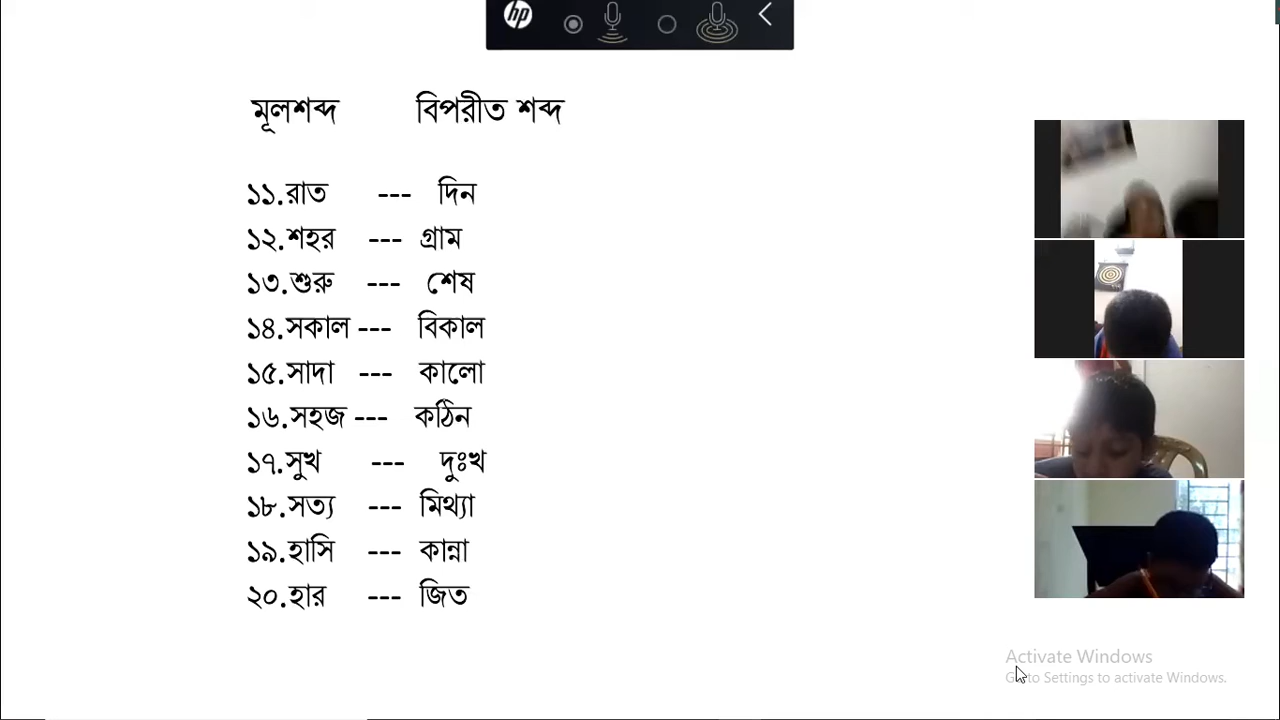 hp
মূলশব্দ বিপরীত শব্দ
১১.রাত --- দিন
১২.শহর --- গ্রাম
১৩.শুরু --- শেষ
১৪.সকাল --- বিকাল
১৫.সাদা --- কালো
১৬.সহজ --- কঠিন
১৭.সুখ --- দুঃখ
১৮.সত্য --- মিথ্যা
১৯.হাসি --- কান্না
২০.হার --- জিত
Activate Windows
Go to Settings to activate Windows.